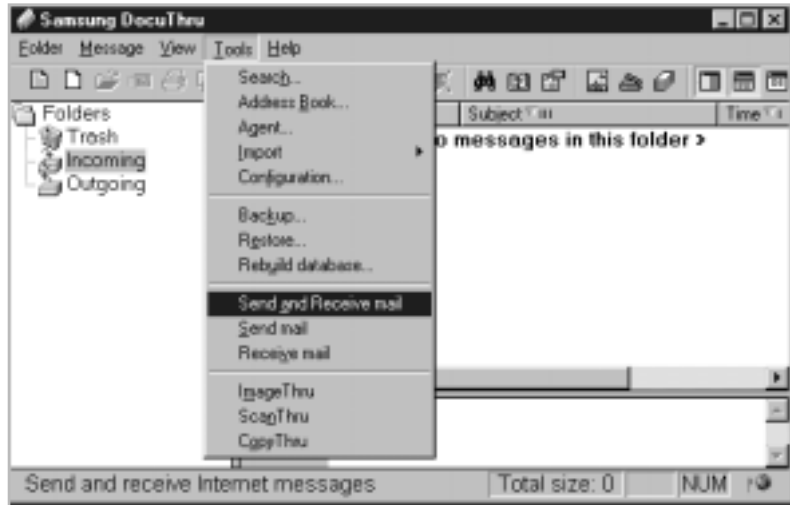 Samsung DocuThru
Folder Message View Tools Help
Folders
Trash
Incoming
Outgoing
Search...
Address Book...
Agent...
Import
Configuration...
Backup...
Restore...
Rebuild database...
Send and Receive mail
Send mail
Receive mail
ImageThru
ScanThru
CopyThru
Subject Time
o messages in this folder >
Send and receive Internet messages Total size: 0 NUM